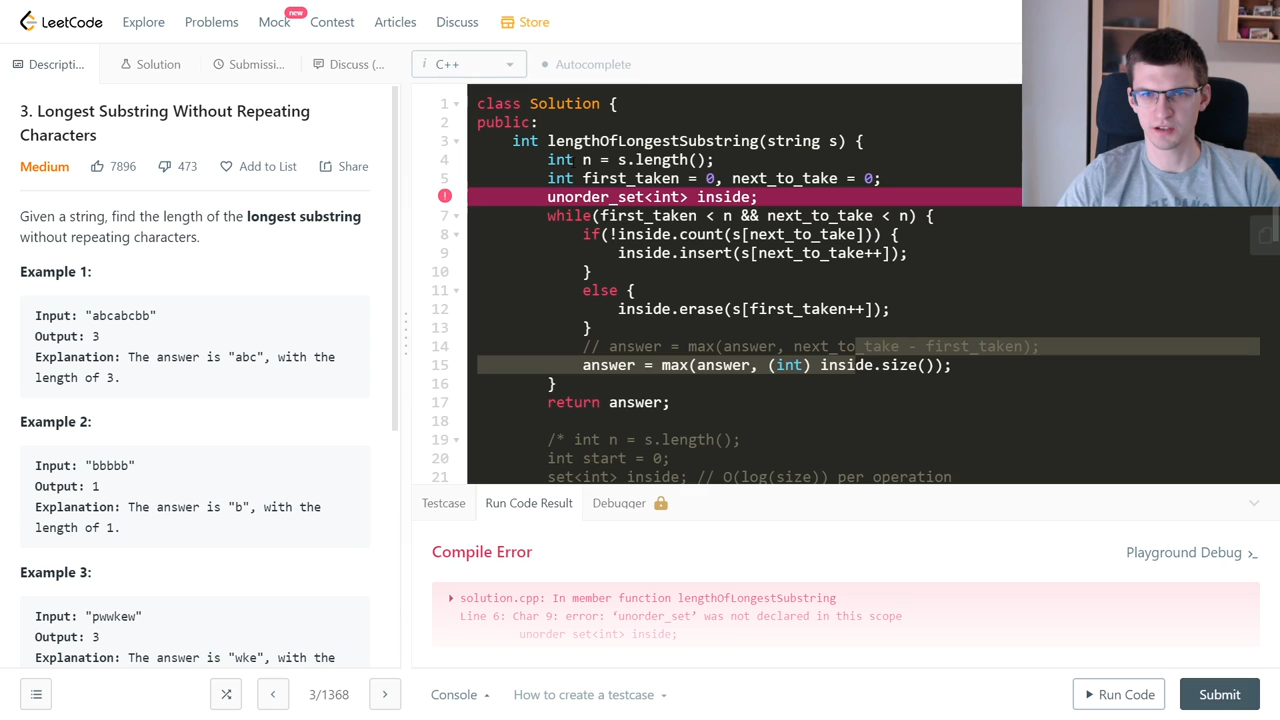 LeetCode
Explore
Problems
Mock
new
Contest
Articles
Discuss
Store
Descripti...
Solution
Submissi...
Discuss (...
i C++
Autocomplete
3. Longest Substring Without Repeating
Characters
Medium
7896
473
Add to List
Share
Given a string, find the length of the longest substring
without repeating characters.
Example 1:
Input: "abcabcbb"
Output: 3
Explanation: The answer is "abc", with the
length of 3.
Example 2:
Input: "bbbbb"
Output: 1
Explanation: The answer is "b", with the
length of 1.
Example 3:
Input: "pwwkew"
Output: 3
Explanation: The answer is "wke", with the
1 class Solution {
2 public:
3 int lengthOfLongestSubstring(string s) {
4 int n = s.length();
5 int first_taken = 0, next_to_take = 0;
! unorder_set<int> inside;
7 while(first_taken < n && next_to_take < n) {
8 if(!inside.count(s[next_to_take])) {
9 inside.insert(s[next_to_take++]);
10 }
11 else {
12 inside.erase(s[first_taken++]);
13 }
14 // answer = max(answer, next_to_take - first_taken);
15 answer = max(answer, (int) inside.size());
16 }
17 return answer;
18
19 /* int n = s.length();
20 int start = 0;
21 set<int> inside; // O(log(size)) per operation
Testcase
Run Code Result
Debugger
Compile Error
Playground Debug >_
solution.cpp: In member function lengthOfLongestSubstring
Line 6: Char 9: error: ‘unorder_set’ was not declared in this scope
unorder_set<int> inside;
3/1368
Console
How to create a testcase
Run Code
Submit